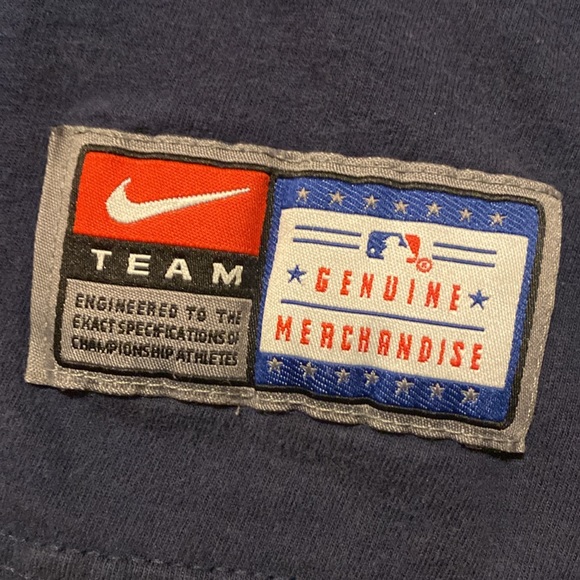 TEAM
ENGINEERED TO THE
EXACT SPECIFICATIONS OF
CHAMPIONSHIP ATHLETES
®
GENUINE
MERCHANDISE